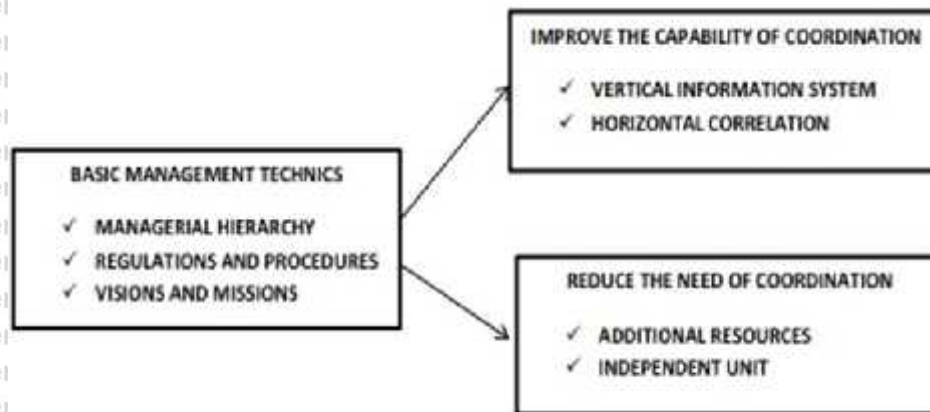 IMPROVE THE CAPABILITY OF COORDINATION
✓ VERTICAL INFORMATION SYSTEM
✓ HORIZONTAL CORRELATION
BASIC MANAGEMENT TECHNICS
✓ MANAGERIAL HIERARCHY
✓ REGULATIONS AND PROCEDURES
✓ VISIONS AND MISSIONS
REDUCE THE NEED OF COORDINATION
✓ ADDITIONAL RESOURCES
✓ INDEPENDENT UNIT